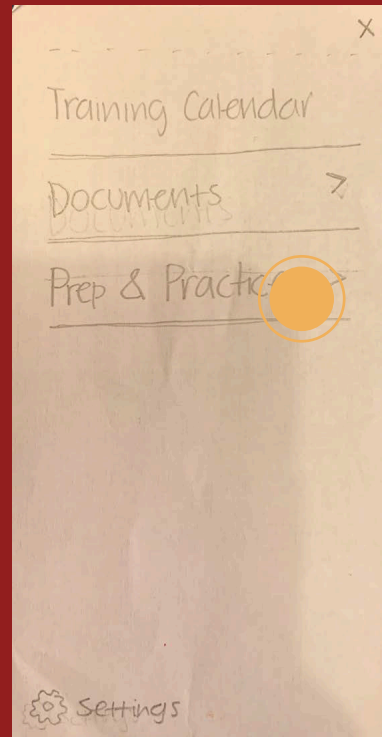 X
Training Calendar
Documents >
Prep & Practice >
Settings